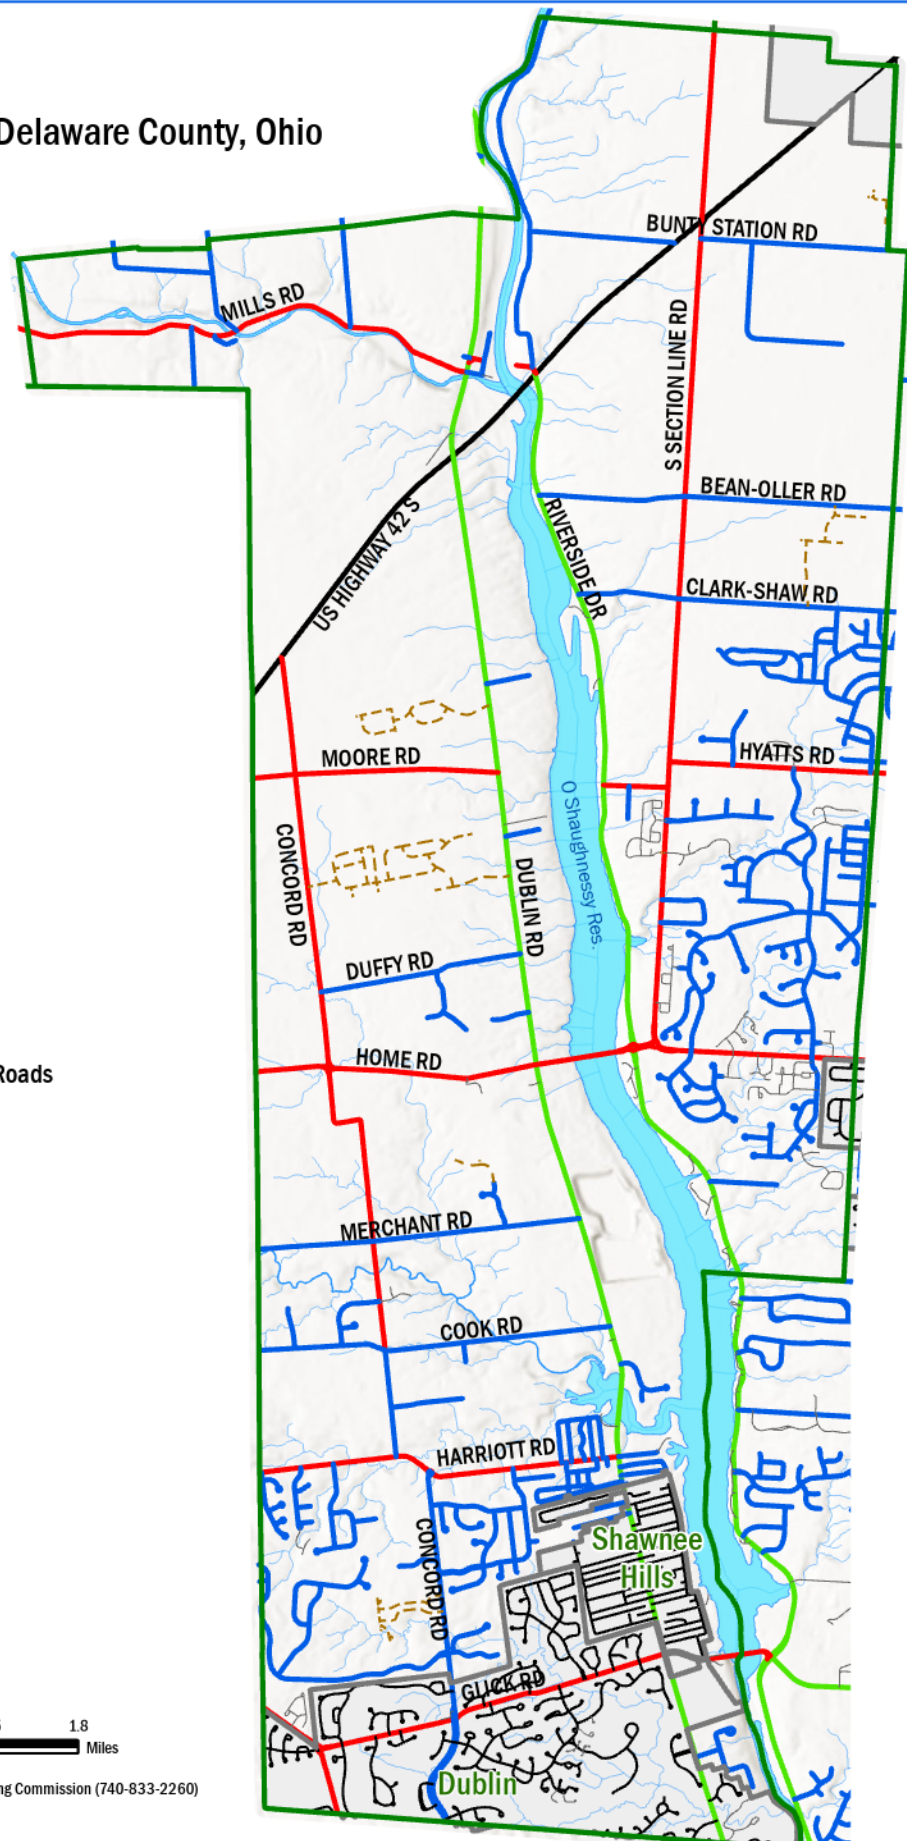 Delaware County, Ohio
BUNTY STATION RD
MILLS RD
S SECTION LINE RD
BEAN-OLLER RD
US HIGHWAY 42 S
RIVERSIDE DR
CLARK-SHAW RD
MOORE RD
HYATTS RD
O Shaughnessy Res.
CONCORD RD
DUBLIN RD
DUFFY RD
HOME RD
Roads
MERCHANT RD
COOK RD
HARRIOTT RD
CONCORD RD
Shawnee
Hills
GLICK RD
1.8
Miles
Dublin
ng Commission (740-833-2260)